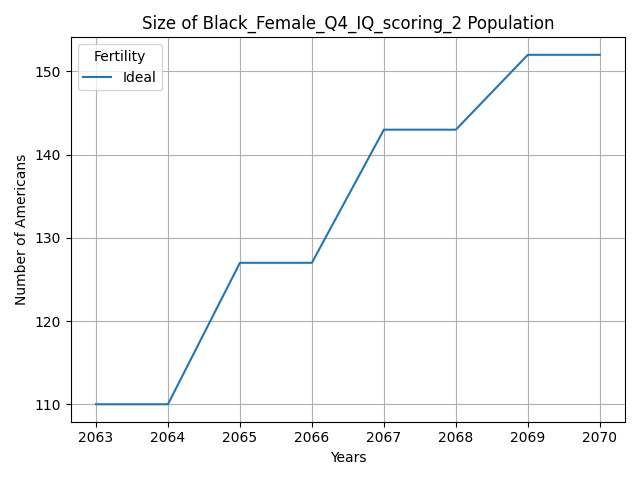 Size of Black_Female_Q4_IQ_scoring_2 Population
Fertility
Ideal
Number of Americans
150
140
130
120
110
2063 2064 2065 2066 2067 2068 2069 2070
Years